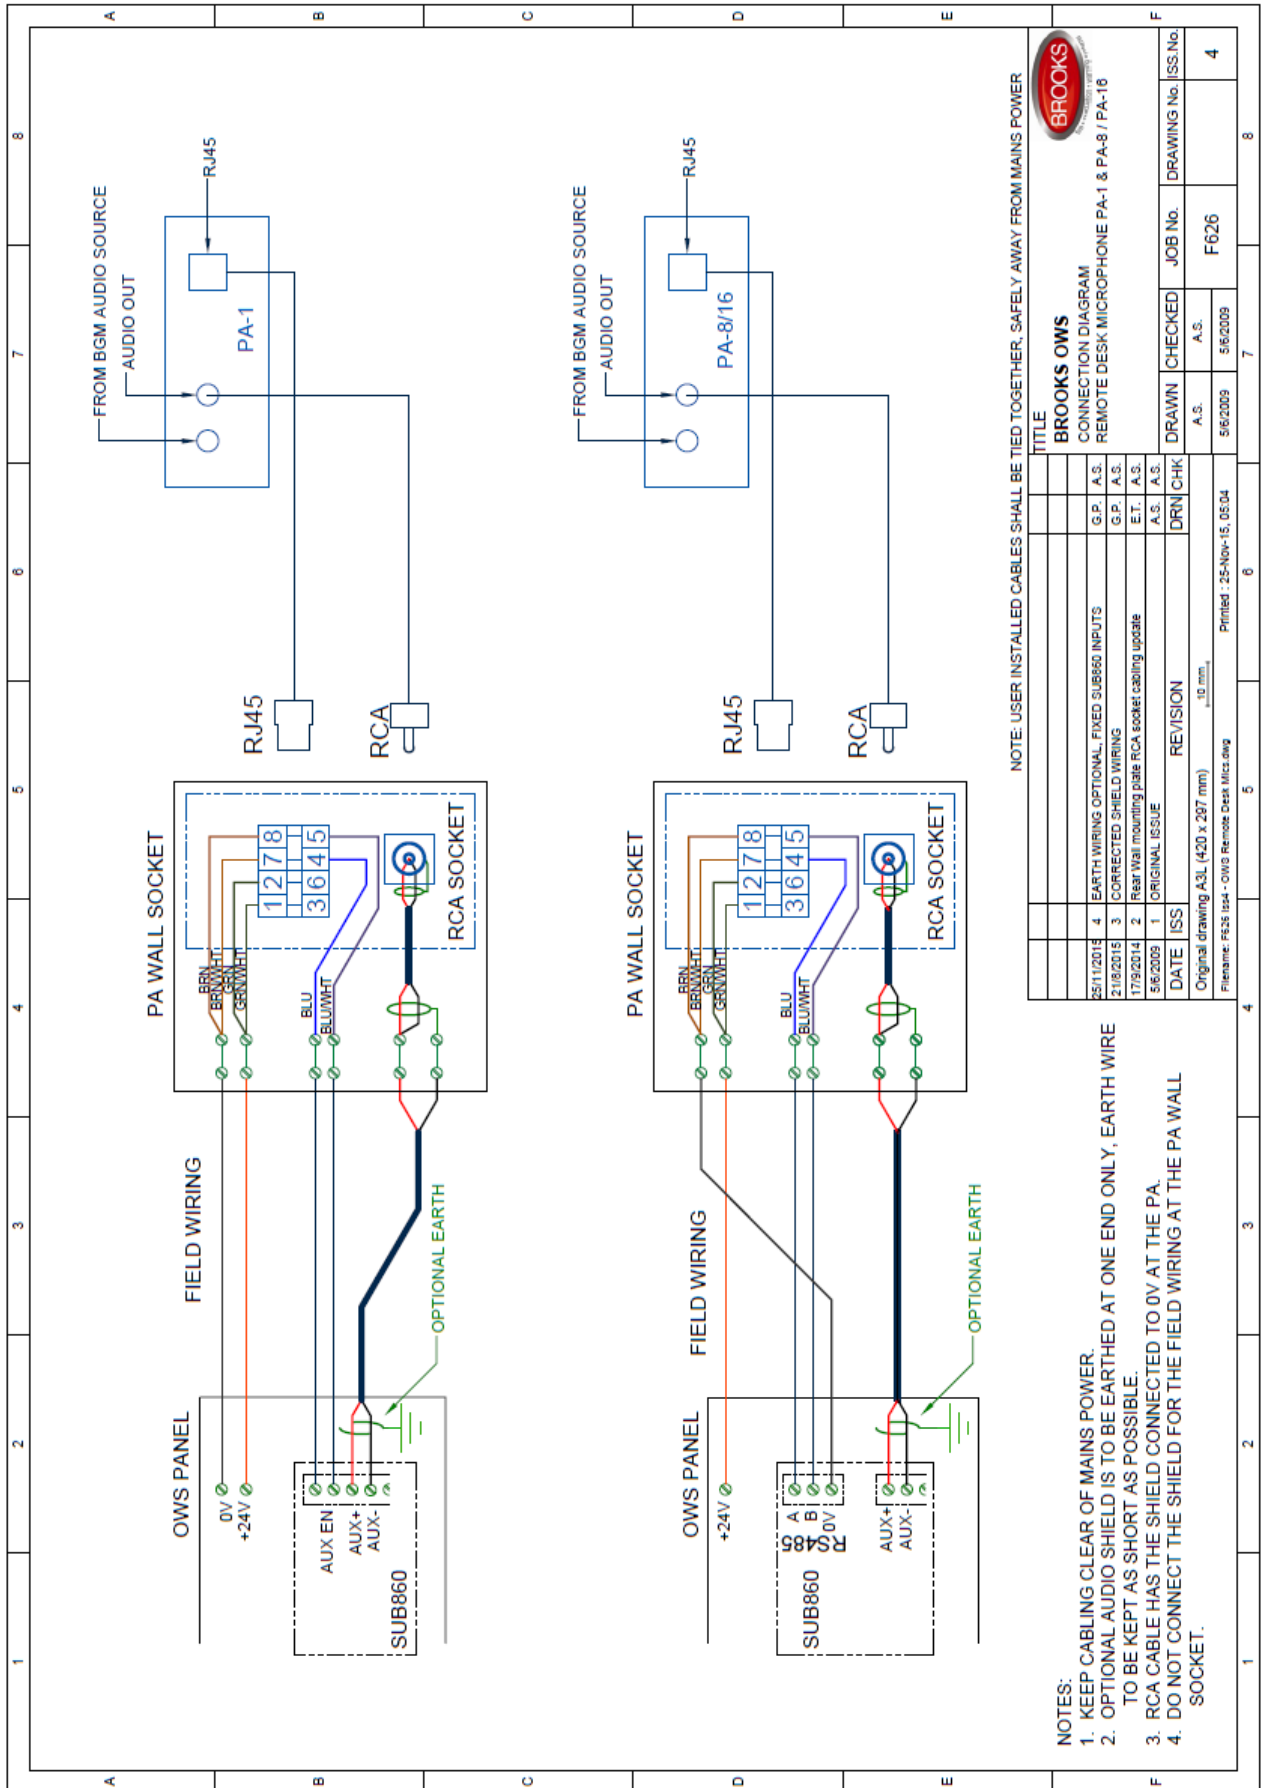 1 2 3 4 5 6 7 8
A
B
C
D
E
F
OWS PANEL
0V
+24V
AUX EN
AUX+
AUX-
SUB860
FIELD WIRING
OPTIONAL EARTH
PA WALL SOCKET
BRN
BRN/WHT
GRN
GRN/WHT
BLU
BLU/WHT
1 2 7 8
3 6 4 5
RCA SOCKET
RJ45
RCA
FROM BGM AUDIO SOURCE
AUDIO OUT
PA-1
RJ45
OWS PANEL
+24V
A
B
0V
RS485
AUX+
AUX-
SUB860
FIELD WIRING
OPTIONAL EARTH
PA WALL SOCKET
BRN
BRN/WHT
GRN
GRN/WHT
BLU
BLU/WHT
1 2 7 8
3 6 4 5
RCA SOCKET
RJ45
RCA
FROM BGM AUDIO SOURCE
AUDIO OUT
PA-8/16
RJ45
NOTE: USER INSTALLED CABLES SHALL BE TIED TOGETHER, SAFELY AWAY FROM MAINS POWER
NOTES:
1. KEEP CABLING CLEAR OF MAINS POWER.
2. OPTIONAL AUDIO SHIELD IS TO BE EARTHED AT ONE END ONLY, EARTH WIRE
TO BE KEPT AS SHORT AS POSSIBLE.
3. RCA CABLE HAS THE SHIELD CONNECTED TO 0V AT THE PA.
4. DO NOT CONNECT THE SHIELD FOR THE FIELD WIRING AT THE PA WALL
SOCKET.
25/11/2015 4 EARTH WIRING OPTIONAL, FIXED SUB860 INPUTS G.P. A.S.
21/8/2015 3 CORRECTED SHIELD WIRING G.P. A.S.
17/9/2014 2 Rear Wall mounting plate RCA socket cabling update E.T. A.S.
5/6/2009 1 ORIGINAL ISSUE A.S. A.S.
DATE ISS REVISION DRN CHK
Original drawing A3L (420 x 297 mm) 10 mm
Filename: F626 Iss4 - OWS Remote Desk Mics.dwg Printed : 25-Nov-15, 05:04
TITLE
BROOKS OWS
CONNECTION DIAGRAM
REMOTE DESK MICROPHONE PA-1 & PA-8 / PA-16
BROOKS
DRAWN CHECKED JOB No. DRAWING No. ISS.No.
A.S. A.S. F626 4
5/6/2009 5/6/2009
1 2 3 4 5 6 7 8
A
B
C
D
E
F